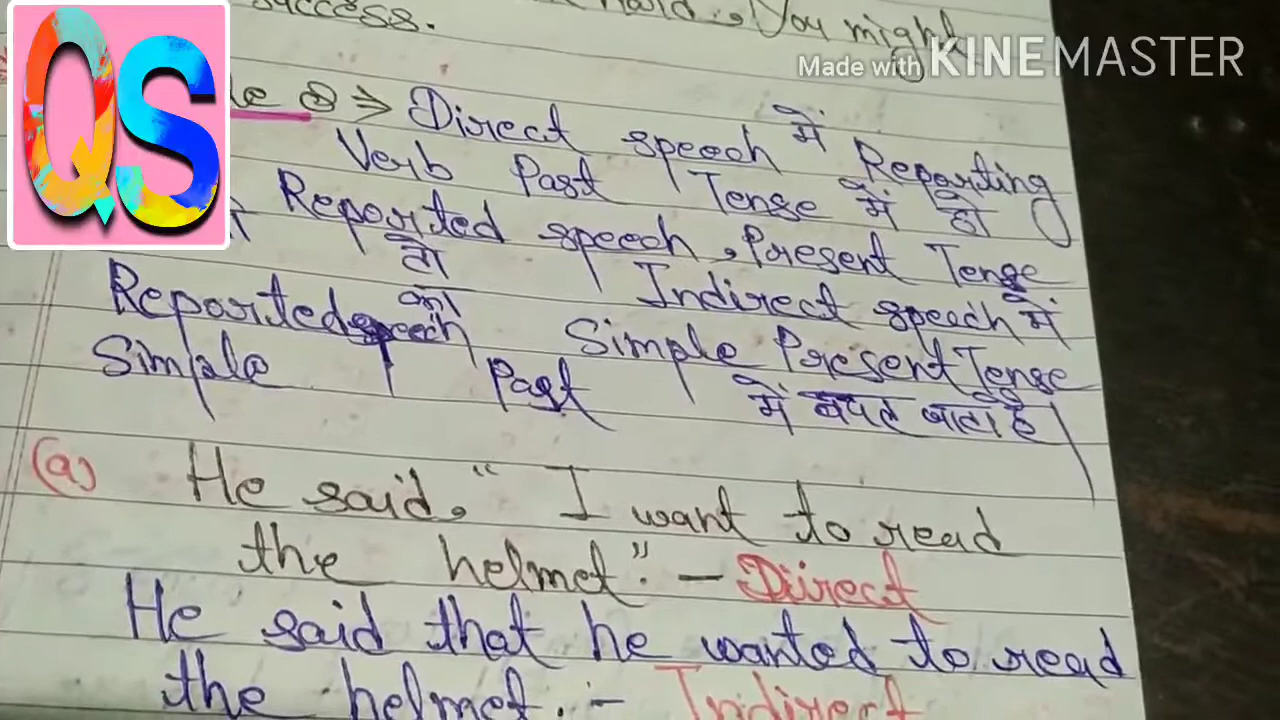 success. hard, You might
Made with KINEMASTER
QS
⇒ Direct speech में Reporting
Verb Past Tense में हो
Reported speech, Present Tense
हो Indirect speech में
Reported speech को Simple Present Tense
Simple Past में बदल जाता है।
(a) He said, “I want to read
the helmet.” – Direct
He said that he wanted to read
the helmet. – Indirect